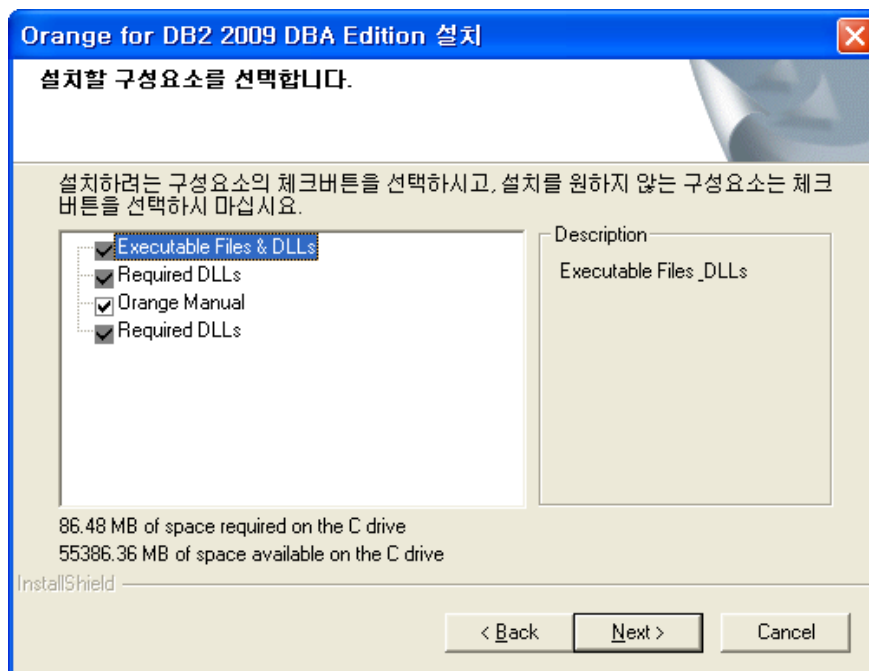 Orange for DB2 2009 DBA Edition 설치
설치할 구성요소를 선택합니다.
설치하려는 구성요소의 체크버튼을 선택하시고, 설치를 원하지 않는 구성요소는 체크
버튼을 선택하시 마십시요.
Executable Files & DLLs
Required DLLs
Orange Manual
Required DLLs
Description
Executable Files_DLLs
86.48 MB of space required on the C drive
55386.36 MB of space available on the C drive
InstallShield
< Back
Next >
Cancel